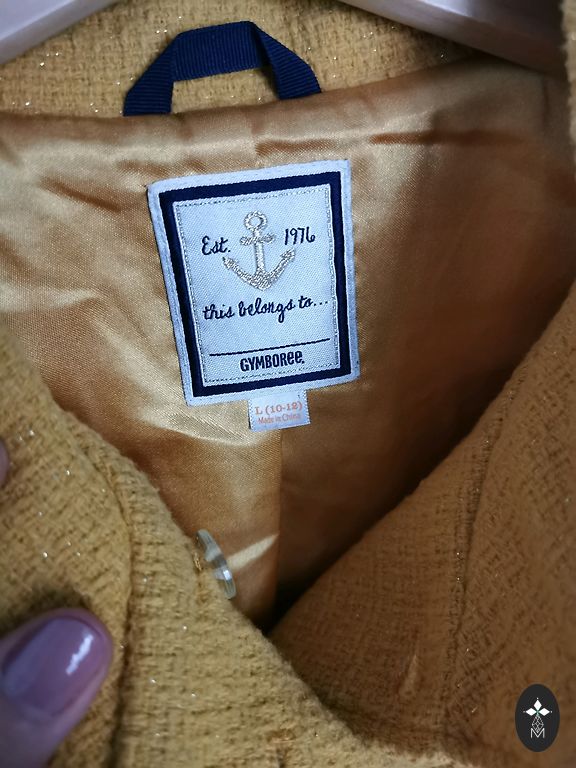 Est. 1976
this belongs to...
GYMBOREE
L (10-12)
Made in China